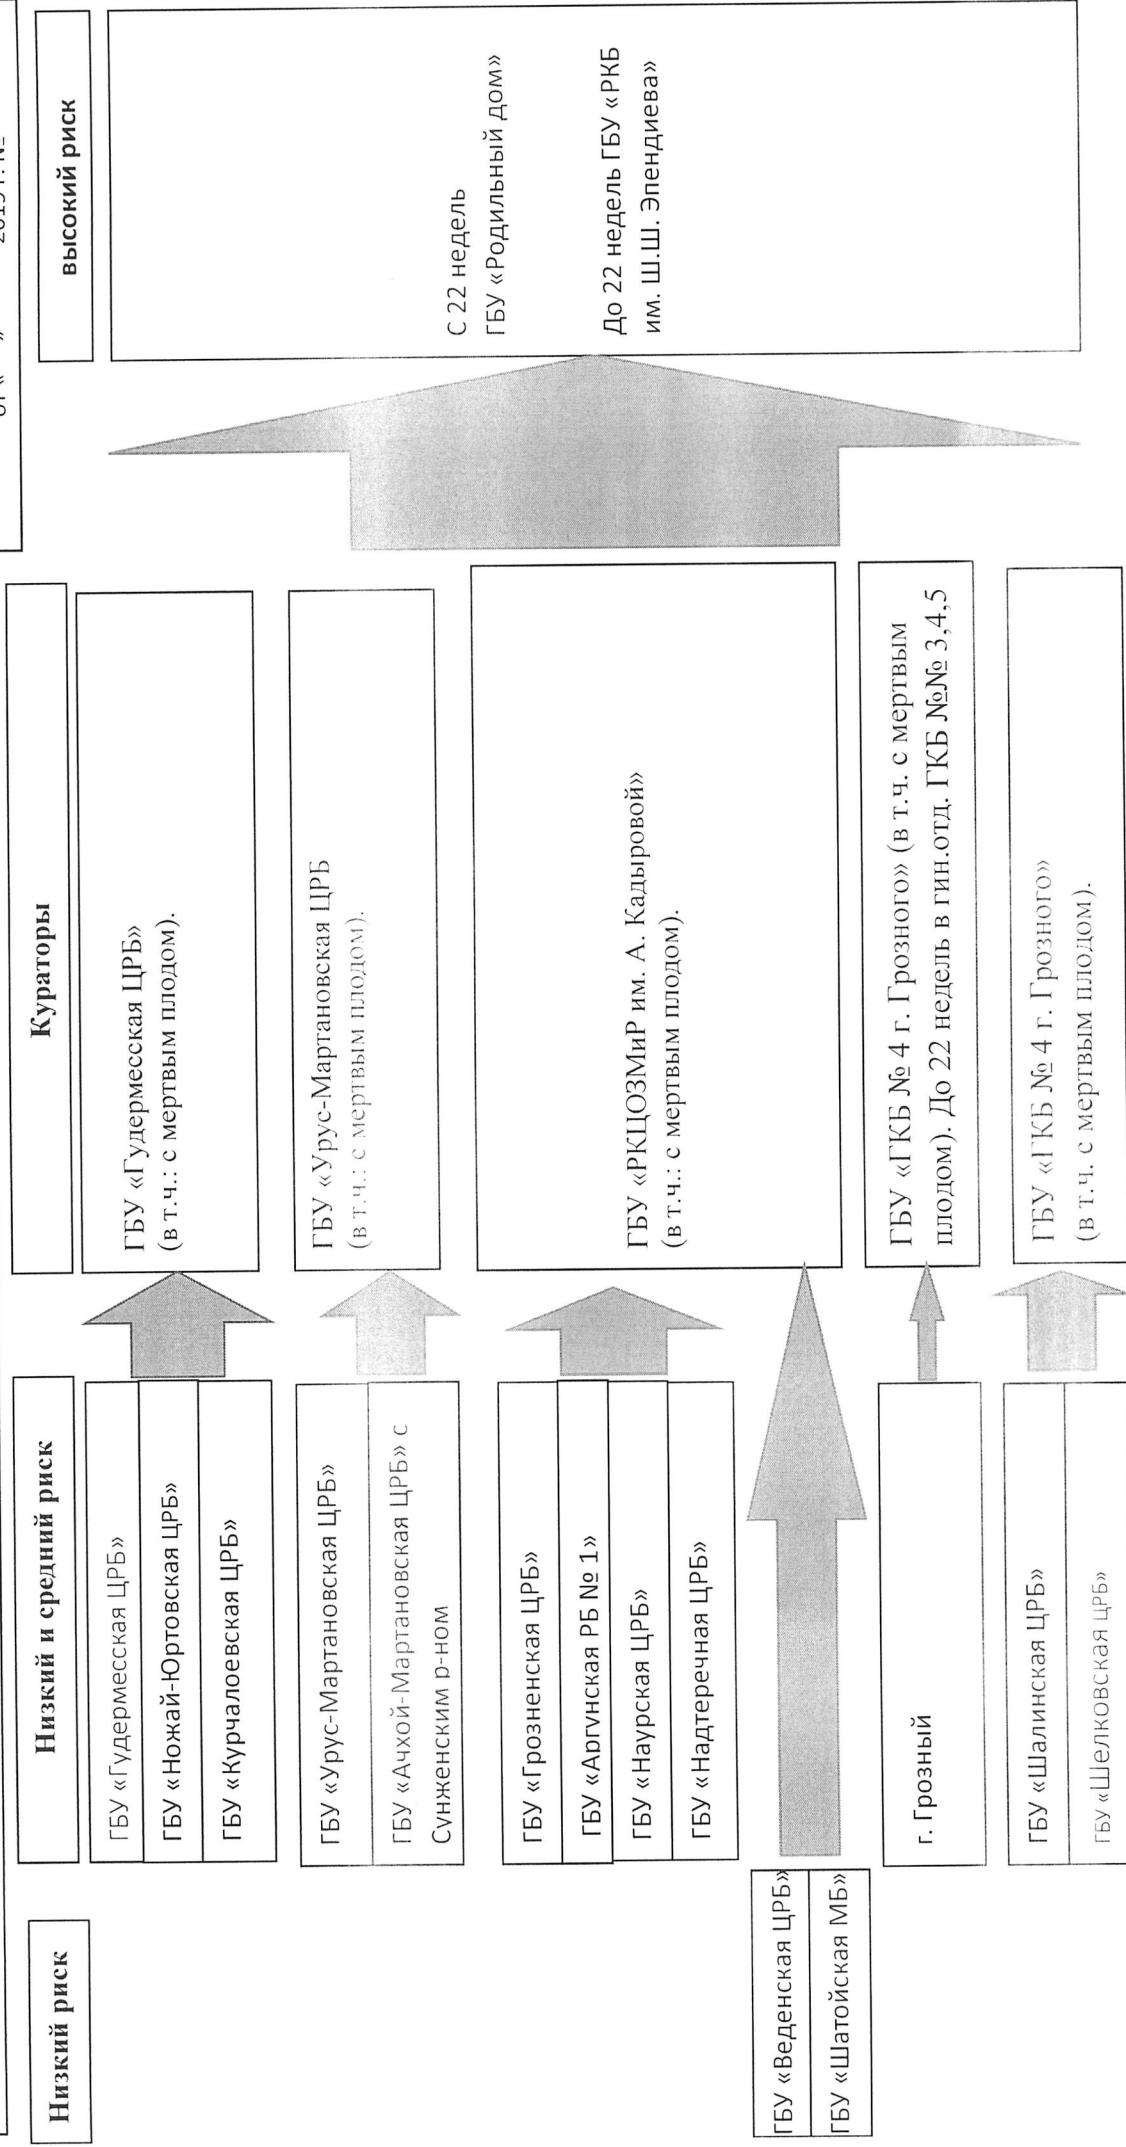 2019 г. №
Низкий риск
Низкий и средний риск
Кураторы
высокий риск
ГБУ «Гудермесская ЦРБ»
ГБУ «Ножай-Юртовская ЦРБ»
ГБУ «Курчалоевская ЦРБ»
ГБУ «Гудермесская ЦРБ»
(в т.ч.: с мертвым плодом).
ГБУ «Урус-Мартановская ЦРБ»
ГБУ «Ачхой-Мартановская ЦРБ» с
Сунженским р-ном
ГБУ «Урус-Мартановская ЦРБ
(в т.ч.: с мертвым плодом).
ГБУ «Грозненская ЦРБ»
ГБУ «Аргунская РБ № 1»
ГБУ «Наурская ЦРБ»
ГБУ «Надтеречная ЦРБ»
ГБУ «РКЦОЗМиР им. А. Кадыровой»
(в т.ч.: с мертвым плодом).
ГБУ «Веденская ЦРБ»
ГБУ «Шатойская МБ»
г. Грозный
ГБУ «ГКБ № 4 г. Грозного» (в т.ч. с мертвым
плодом). До 22 недель в гин.отд. ГКБ №№ 3,4,5
ГБУ «Шалинская ЦРБ»
ГБУ «Шелковская ЦРБ»
ГБУ «ГКБ № 4 г. Грозного»
(в т.ч. с мертвым плодом).
С 22 недель
ГБУ «Родильный дом»
До 22 недель ГБУ «РКБ
им. Ш.Ш. Эпендиева»